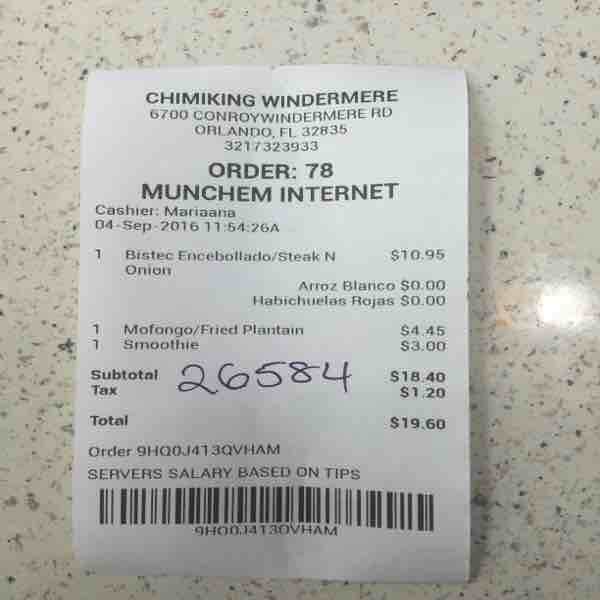 CHIMIKING WINDERMERE
6700 CONROYWINDERMERE RD
ORLANDO, FL 32835
3217323933
ORDER: 78
MUNCHEM INTERNET
Cashier: Mariaana
04-Sep-2016 11:54:26A
1 Bistec Encebollado/Steak N $10.95
Onion
Arroz Blanco $0.00
Habichuelas Rojas $0.00
1 Mofongo/Fried Plantain $4.45
1 Smoothie $3.00
Subtotal 26584 $18.40
Tax $1.20
Total $19.60
Order 9HQ0J413QVHAM
SERVERS SALARY BASED ON TIPS
9HQ0J413QVHAM